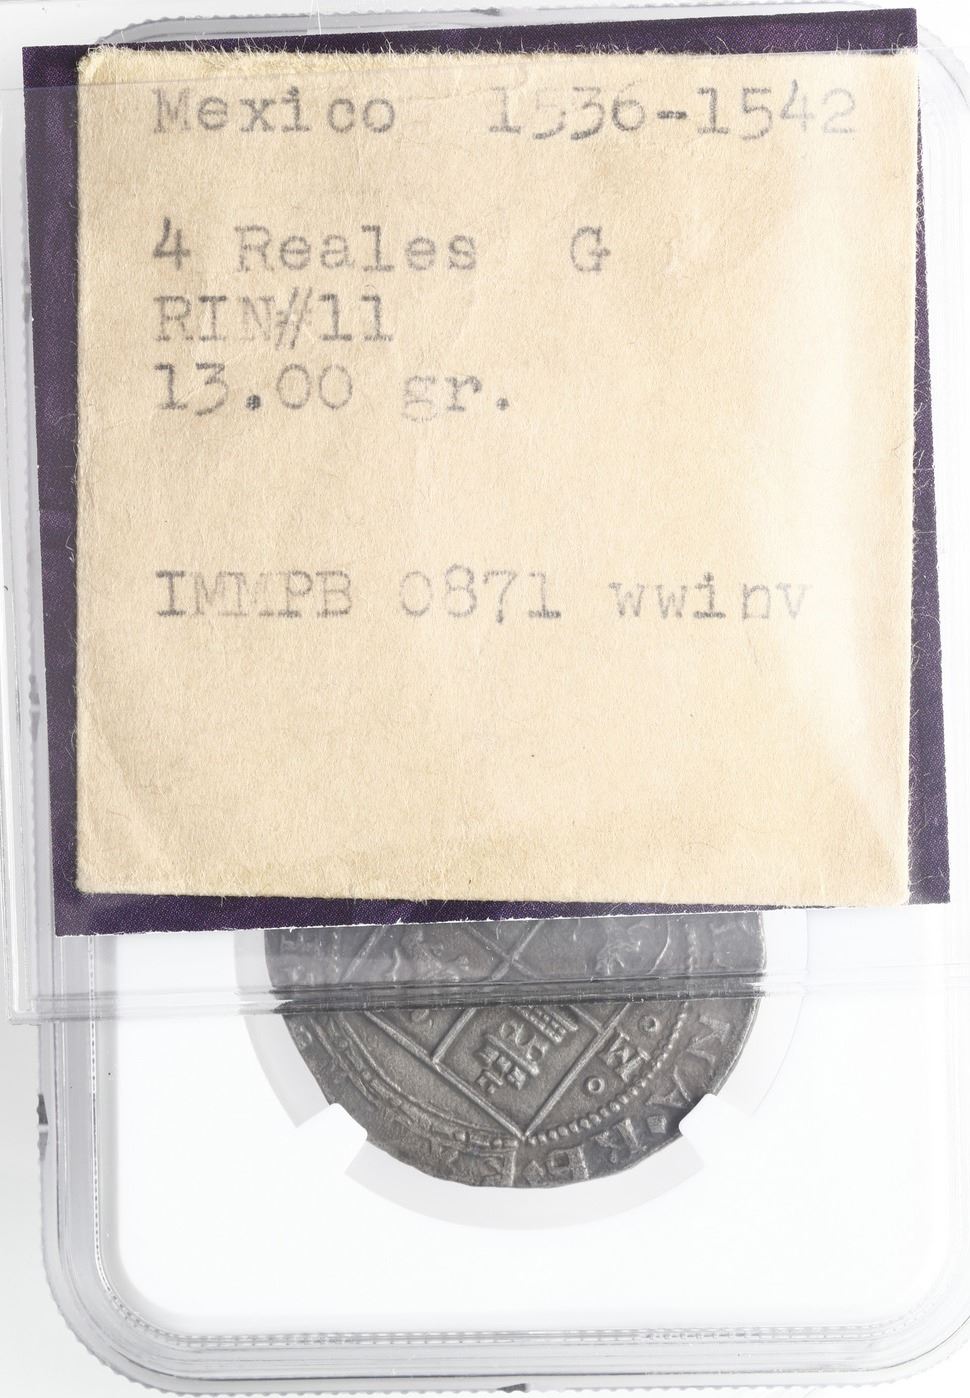 Mexico 1536-1542
4 Reales G
RIN#11
13.00 gr.
IMMPB 0871 wwinv